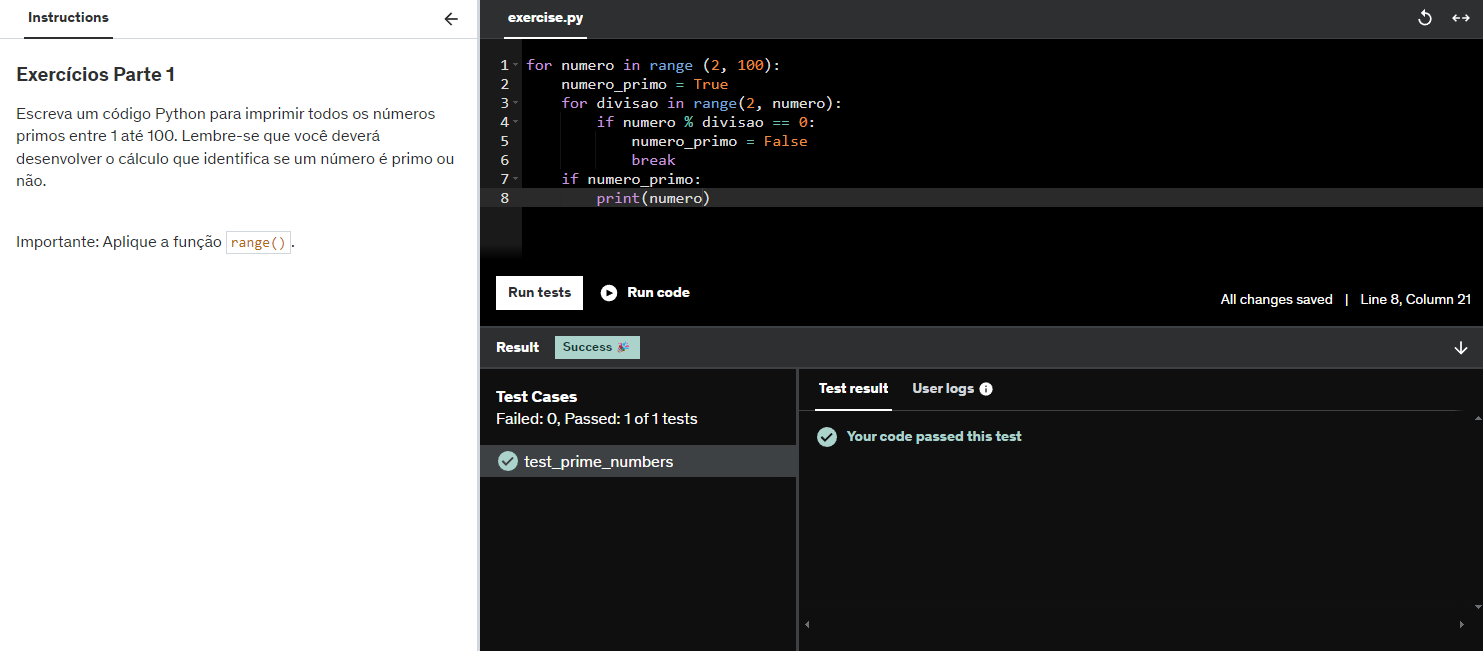 Instructions
Exercícios Parte 1
Escreva um código Python para imprimir todos os números
primos entre 1 até 100. Lembre-se que você deverá
desenvolver o cálculo que identifica se um número é primo ou
não.
Importante: Aplique a função range().
exercise.py
1 for numero in range (2, 100):
2     numero_primo = True
3     for divisao in range(2, numero):
4         if numero % divisao == 0:
5             numero_primo = False
6             break
7     if numero_primo:
8         print(numero)
Run tests Run code
All changes saved | Line 8, Column 21
Result Success 🎉
Test Cases
Failed: 0, Passed: 1 of 1 tests
test_prime_numbers
Test result User logs
Your code passed this test